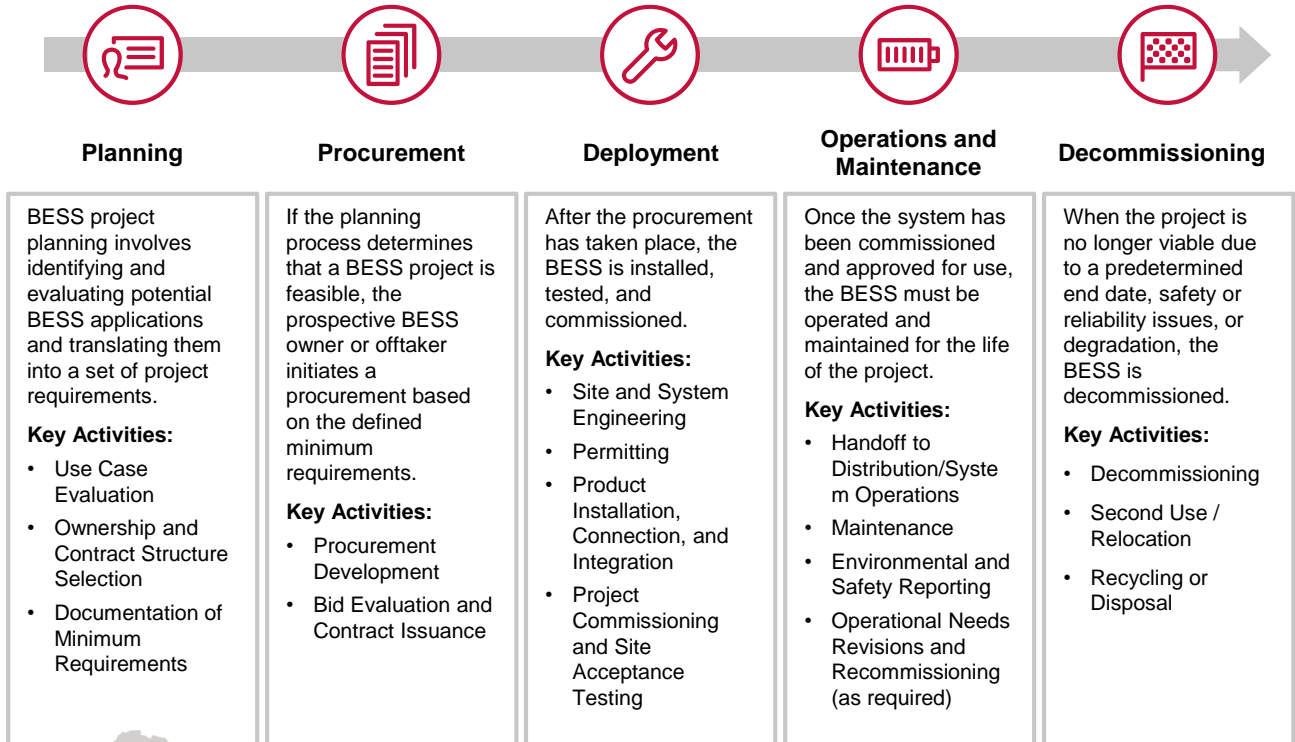 Planning
Procurement
Deployment
Operations and
Maintenance
Decommissioning
BESS project
planning involves
identifying and
evaluating potential
BESS applications
and translating them
into a set of project
requirements.
Key Activities:
• Use Case
Evaluation
• Ownership and
Contract Structure
Selection
• Documentation of
Minimum
Requirements
If the planning
process determines
that a BESS project is
feasible, the
prospective BESS
owner or offtaker
initiates a
procurement based
on the defined
minimum
requirements.
Key Activities:
• Procurement
Development
• Bid Evaluation and
Contract Issuance
After the procurement
has taken place, the
BESS is installed,
tested, and
commissioned.
Key Activities:
• Site and System
Engineering
• Permitting
• Product
Installation,
Connection, and
Integration
• Project
Commissioning
and Site
Acceptance
Testing
Once the system has
been commissioned
and approved for use,
the BESS must be
operated and
maintained for the life
of the project.
Key Activities:
• Handoff to
Distribution/Syste
m Operations
• Maintenance
• Environmental and
Safety Reporting
• Operational Needs
Revisions and
Recommissioning
(as required)
When the project is
no longer viable due
to a predetermined
end date, safety or
reliability issues, or
degradation, the
BESS is
decommissioned.
Key Activities:
• Decommissioning
• Second Use /
Relocation
• Recycling or
Disposal